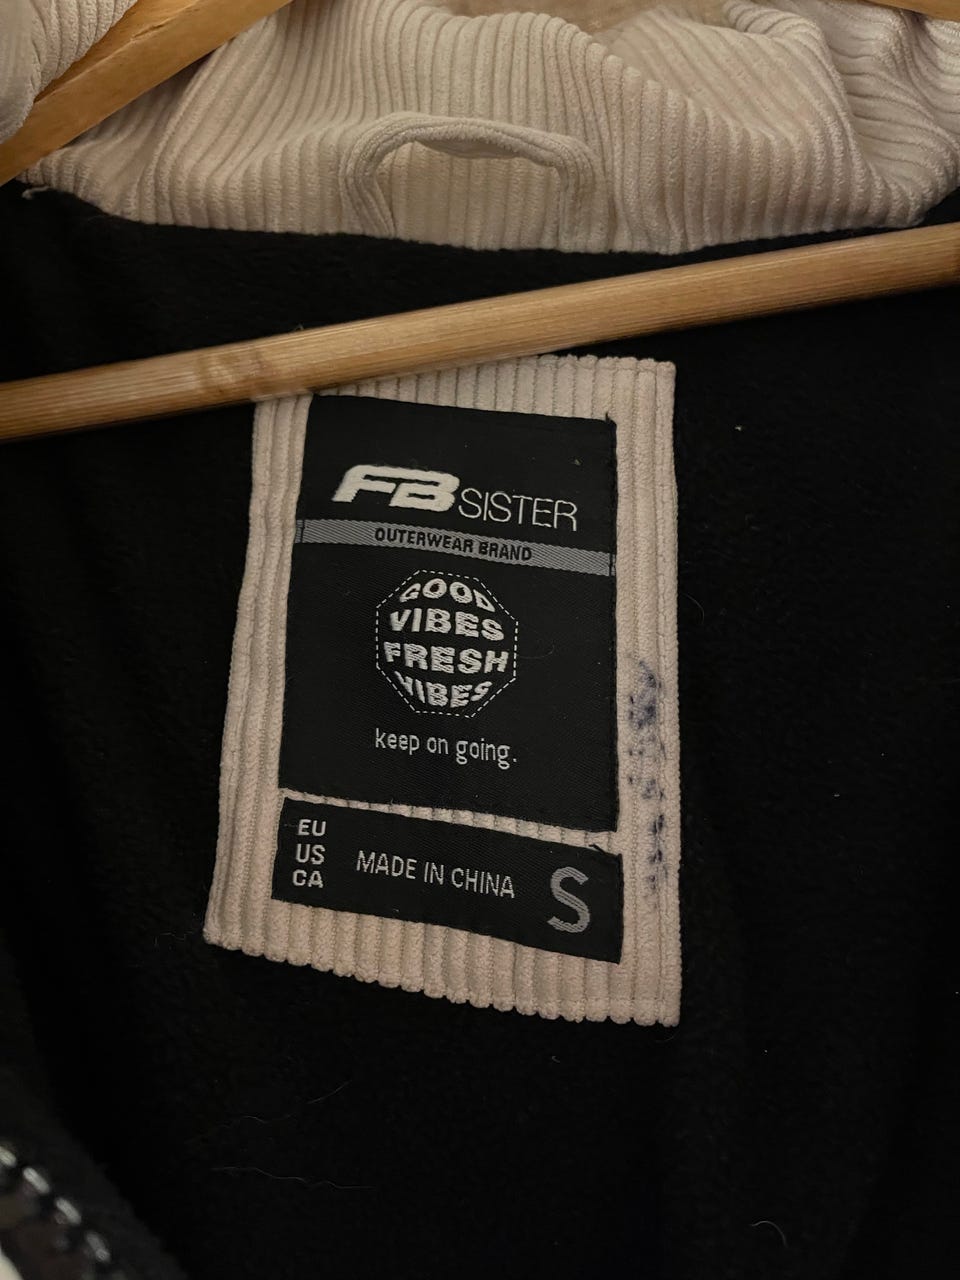 FB SISTER
OUTERWEAR BRAND
GOOD
VIBES
FRESH
VIBES
keep on going.
EU
US
CA
MADE IN CHINA
S